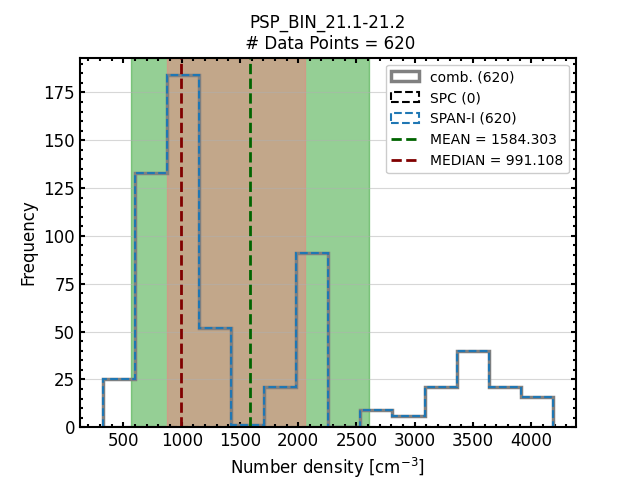 PSP_BIN_21.1-21.2
# Data Points = 620
comb. (620)
SPC (0)
SPAN-I (620)
MEAN = 1584.303
MEDIAN = 991.108
Frequency
175
150
125
100
75
50
25
0
500 1000 1500 2000 2500 3000 3500 4000
Number density [cm⁻³]